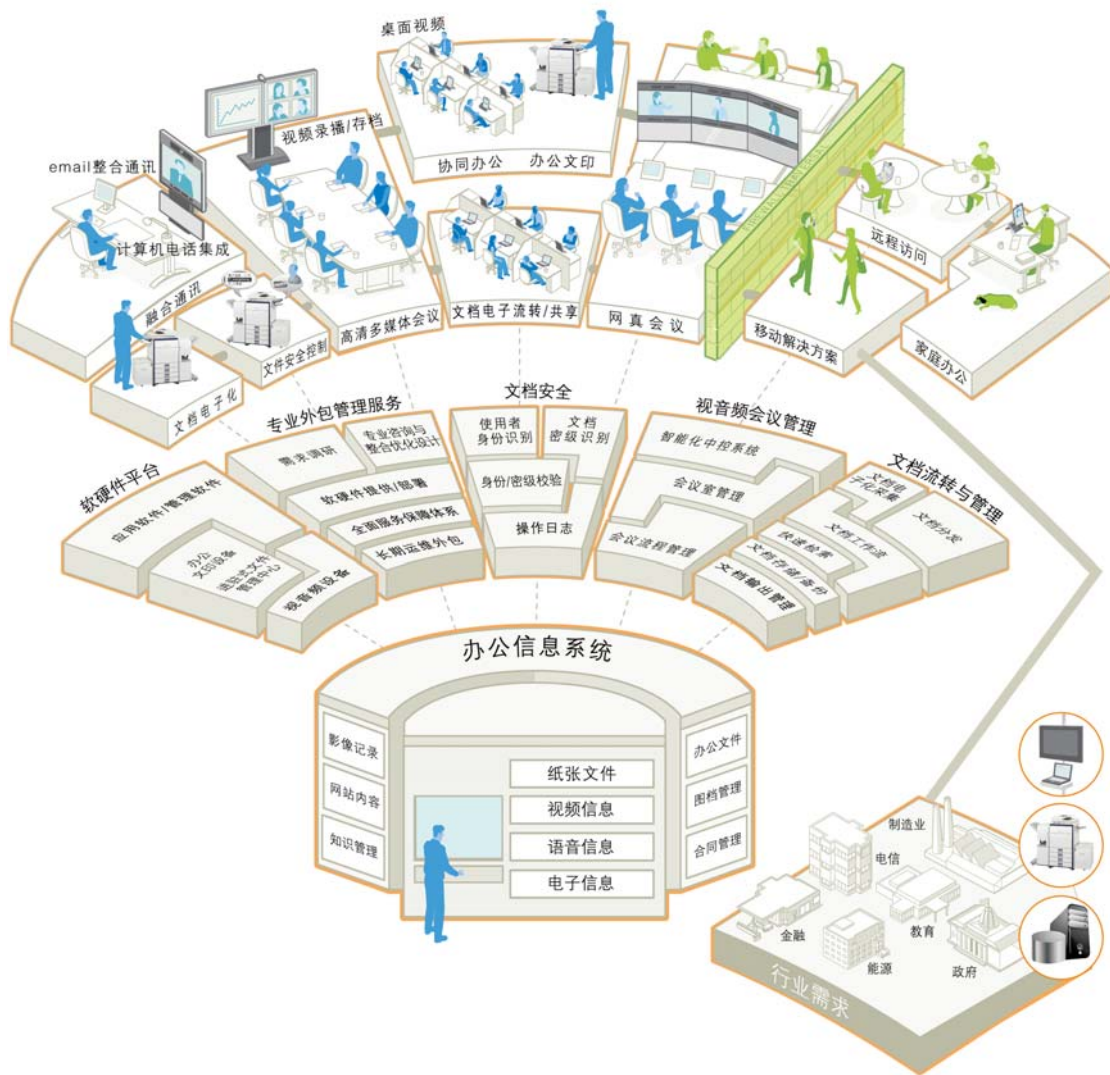 桌面视频
视频录播/存档
协同办公 办公文印
email整合通讯
计算机电话集成
融合通讯
高清多媒体会议
文档电子流转/共享
网真会议
远程访问
移动解决方案
家庭办公
文件安全控制
文档电子化
专业外包管理服务
需求调研
专业咨询与
整合优化设计
软硬件提供/部署
全面服务保障体系
长期运维外包
文档安全
使用者
身份识别
文档
密级识别
身份/密级校验
操作日志
视音频会议管理
智能化中控系统
会议室管理
会议流程管理
软硬件平台
应用软件/管理软件
办公
文印设备
进驻式文件
管理中心
视音频设备
文档流转与管理
文档电
子化采集
文档分发
文档工作流
快速检索
文档存储/备份
文档输出管理
办公信息系统
影像记录
网站内容
知识管理
纸张文件
视频信息
语音信息
电子信息
办公文件
图档管理
合同管理
制造业
电信
金融
教育
能源
政府
行业需求